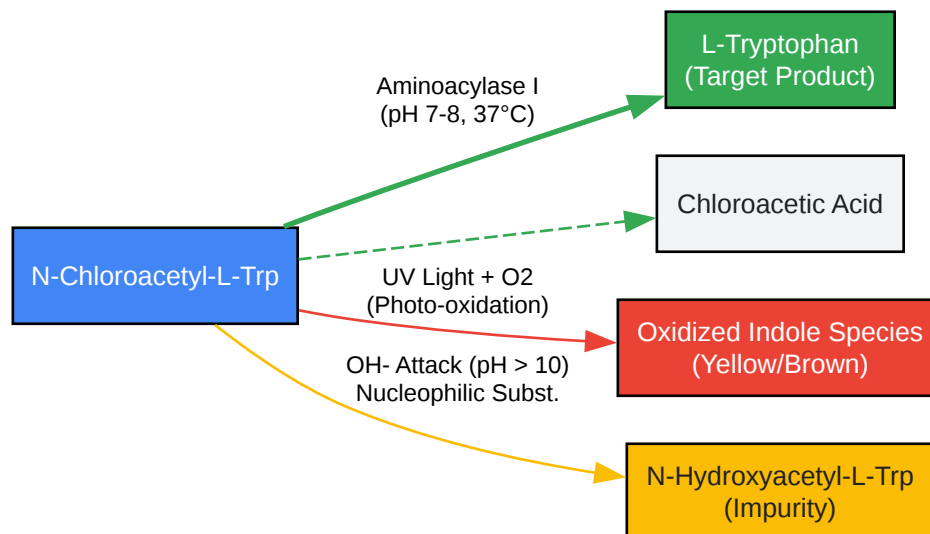 L-Tryptophan
(Target Product)
Aminoacylase I
(pH 7-8, 37°C)
Chloroacetic Acid
N-Chloroacetyl-L-Trp
UV Light + O2
(Photo-oxidation)
Oxidized Indole Species
(Yellow/Brown)
OH- Attack (pH > 10)
Nucleophilic Subst.
N-Hydroxyacetyl-L-Trp
(Impurity)